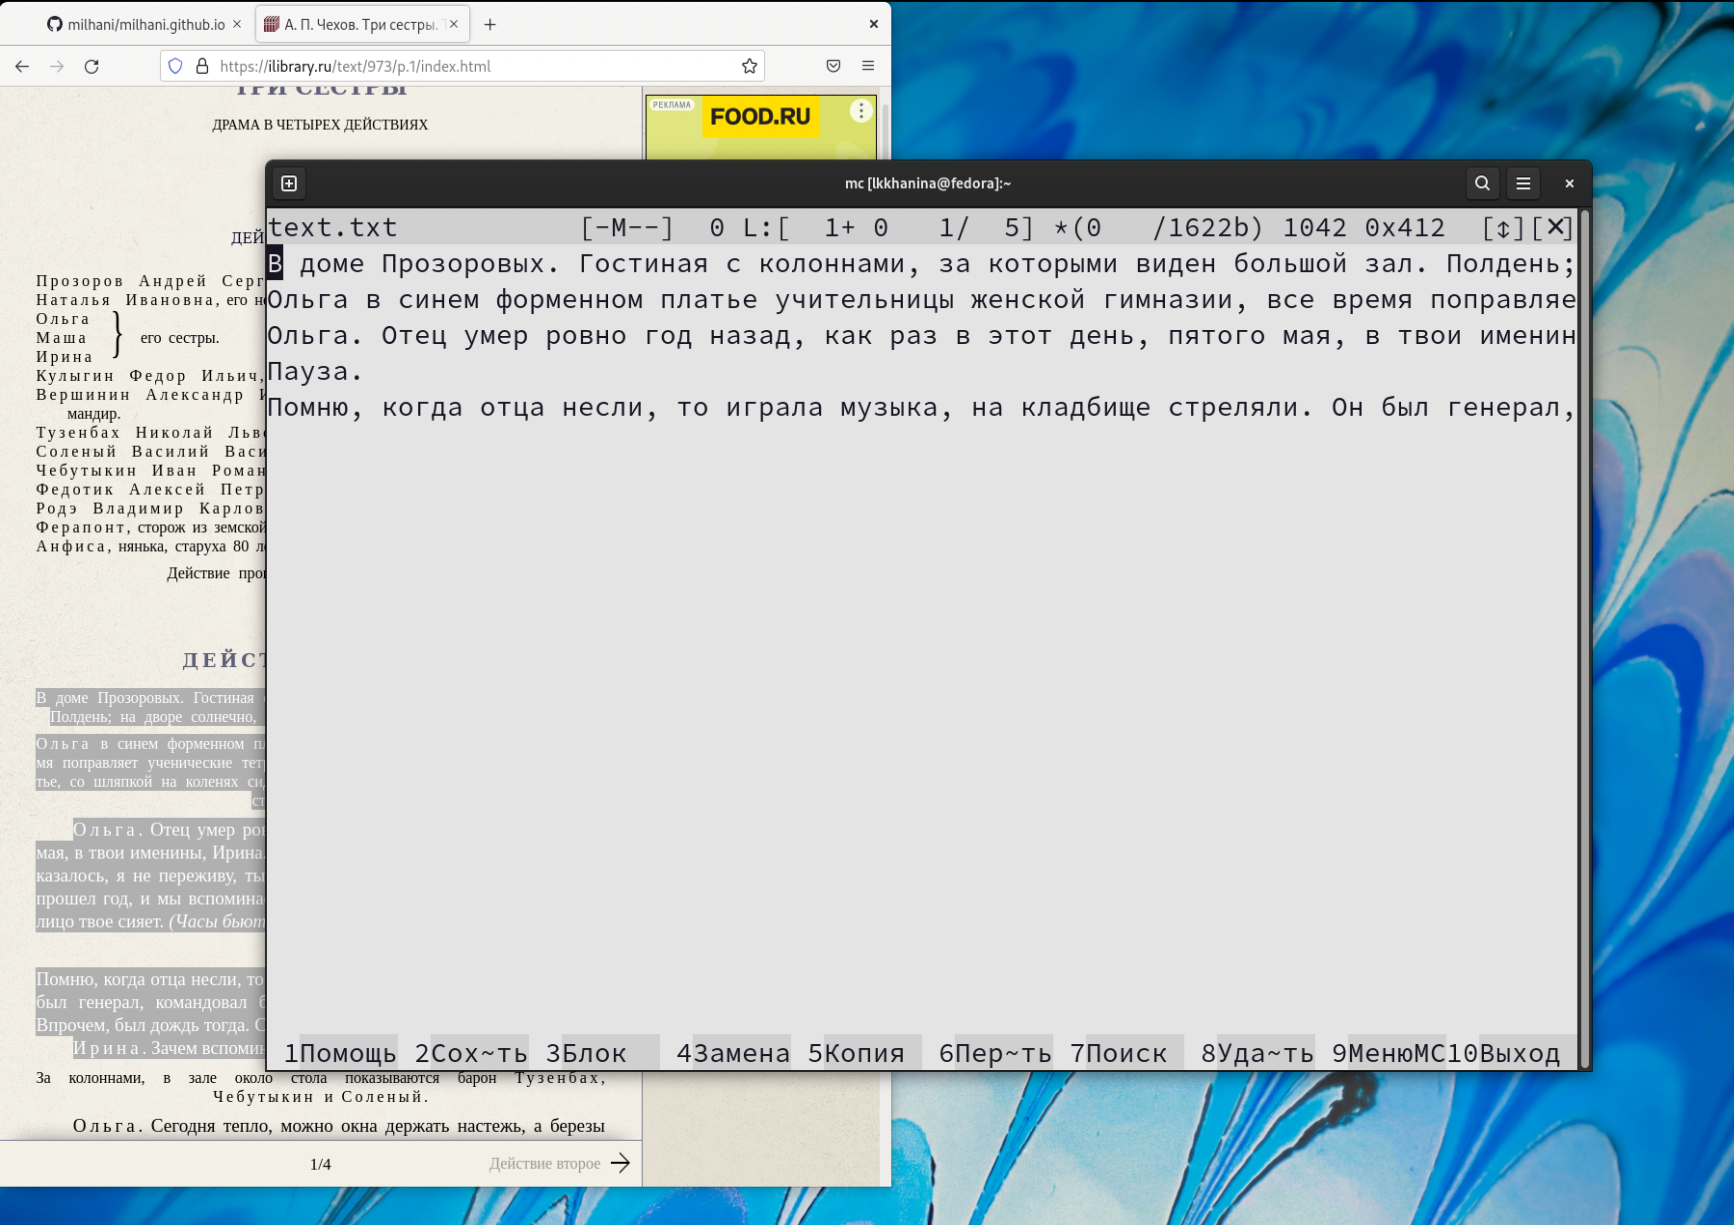 milhani/milhani.github.io
А. П. Чехов. Три сестры.
https://ilibrary.ru/text/973/p.1/index.html
ТРИ СЕСТРЫ
ДРАМА В ЧЕТЫРЕХ ДЕЙСТВИЯХ
РЕКЛАМА
FOOD.RU
ДЕЙ
Прозоров Андрей Серг
Наталья Ивановна, его не
Ольга
Маша
Ирина
его сестры.
Кулыгин Федор Ильич,
Вершинин Александр И
мандир.
Тузенбах Николай Льво
Соленый Василий Васи
Чебутыкин Иван Роман
Федотик Алексей Петр
Родэ Владимир Карлов
Ферапонт, сторож из земской
Анфиса, нянька, старуха 80 ле
Действие прои
ДЕЙСТ
В доме Прозоровых. Гостиная с
Полдень; на дворе солнечно,
Ольга в синем форменном пл
мя поправляет ученические тетр
тье, со шляпкой на коленях сид
ст
Ольга. Отец умер ров
мая, в твои именины, Ирина.
казалось, я не переживу, ты
прошел год, и мы вспомина
лицо твое сияет. (Часы бьют
Помню, когда отца несли, то
был генерал, командовал б
Впрочем, был дождь тогда. С
Ирина. Зачем вспомин
За колоннами, в зале около стола показываются барон Тузенбах,
Чебутыкин и Соленый.
Ольга. Сегодня тепло, можно окна держать настежь, а березы
1/4
Действие второе
mc [lkkhanina@fedora]:~
text.txt [-M--] 0 L:[ 1+ 0 1/ 5] *(0 /1622b) 1042 0x412 [↕][✕]
В доме Прозоровых. Гостиная с колоннами, за которыми виден большой зал. Полдень;
Ольга в синем форменном платье учительницы женской гимназии, все время поправляе
Ольга. Отец умер ровно год назад, как раз в этот день, пятого мая, в твои именин
Пауза.
Помню, когда отца несли, то играла музыка, на кладбище стреляли. Он был генерал,
1Помощь 2Сох~ть 3Блок 4Замена 5Копия 6Пер~ть 7Поиск 8Уда~ть 9МенюMC10Выход